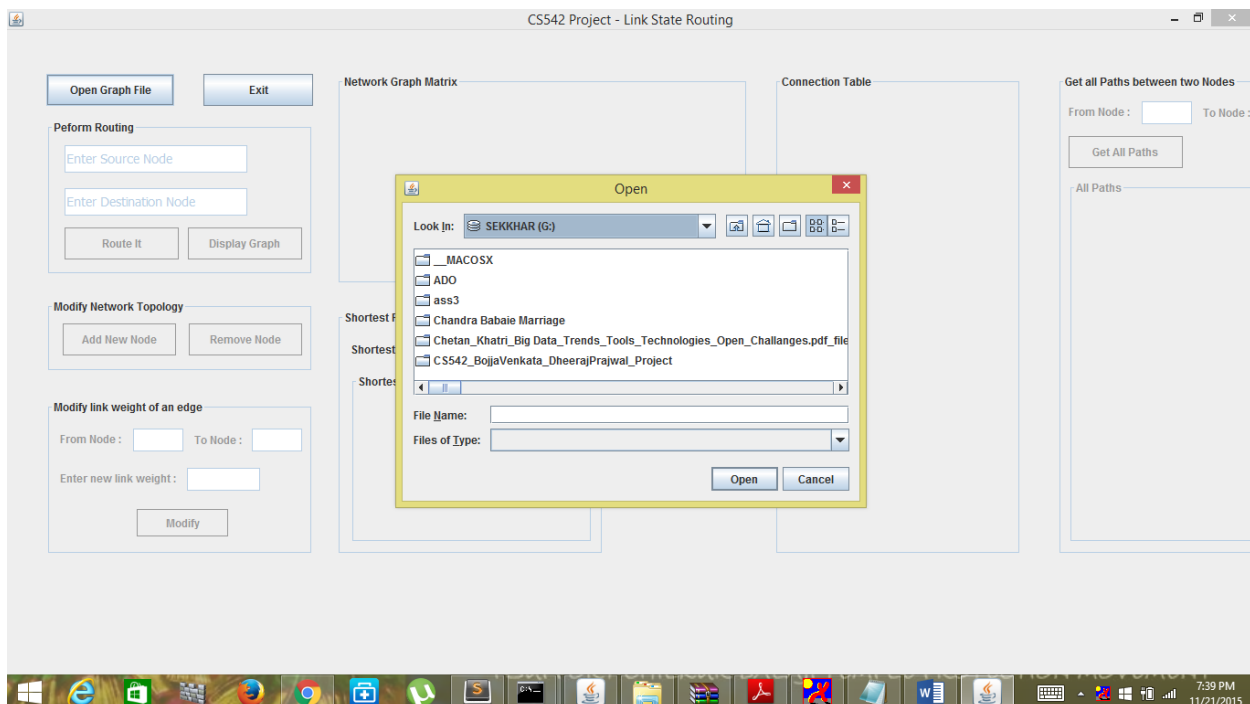 CS542 Project - Link State Routing
Open Graph File
Exit
Peform Routing
Enter Source Node
Enter Destination Node
Route It
Display Graph
Modify Network Topology
Add New Node
Remove Node
Modify link weight of an edge
From Node :
To Node :
Enter new link weight :
Modify
Network Graph Matrix
Shortest
Shortest
Connection Table
Get all Paths between two Nodes
From Node :
To Node :
Get All Paths
All Paths
Open
Look In:
SEKKHAR (G:)
__MACOSX
ADO
ass3
Chandra Babaie Marriage
Chetan_Khatri_Big Data_Trends_Tools_Technologies_Open_Challanges.pdf_file
CS542_BojjaVenkata_DheerajPrajwal_Project
File Name:
Files of Type:
Open
Cancel
7:39 PM
11/21/2015